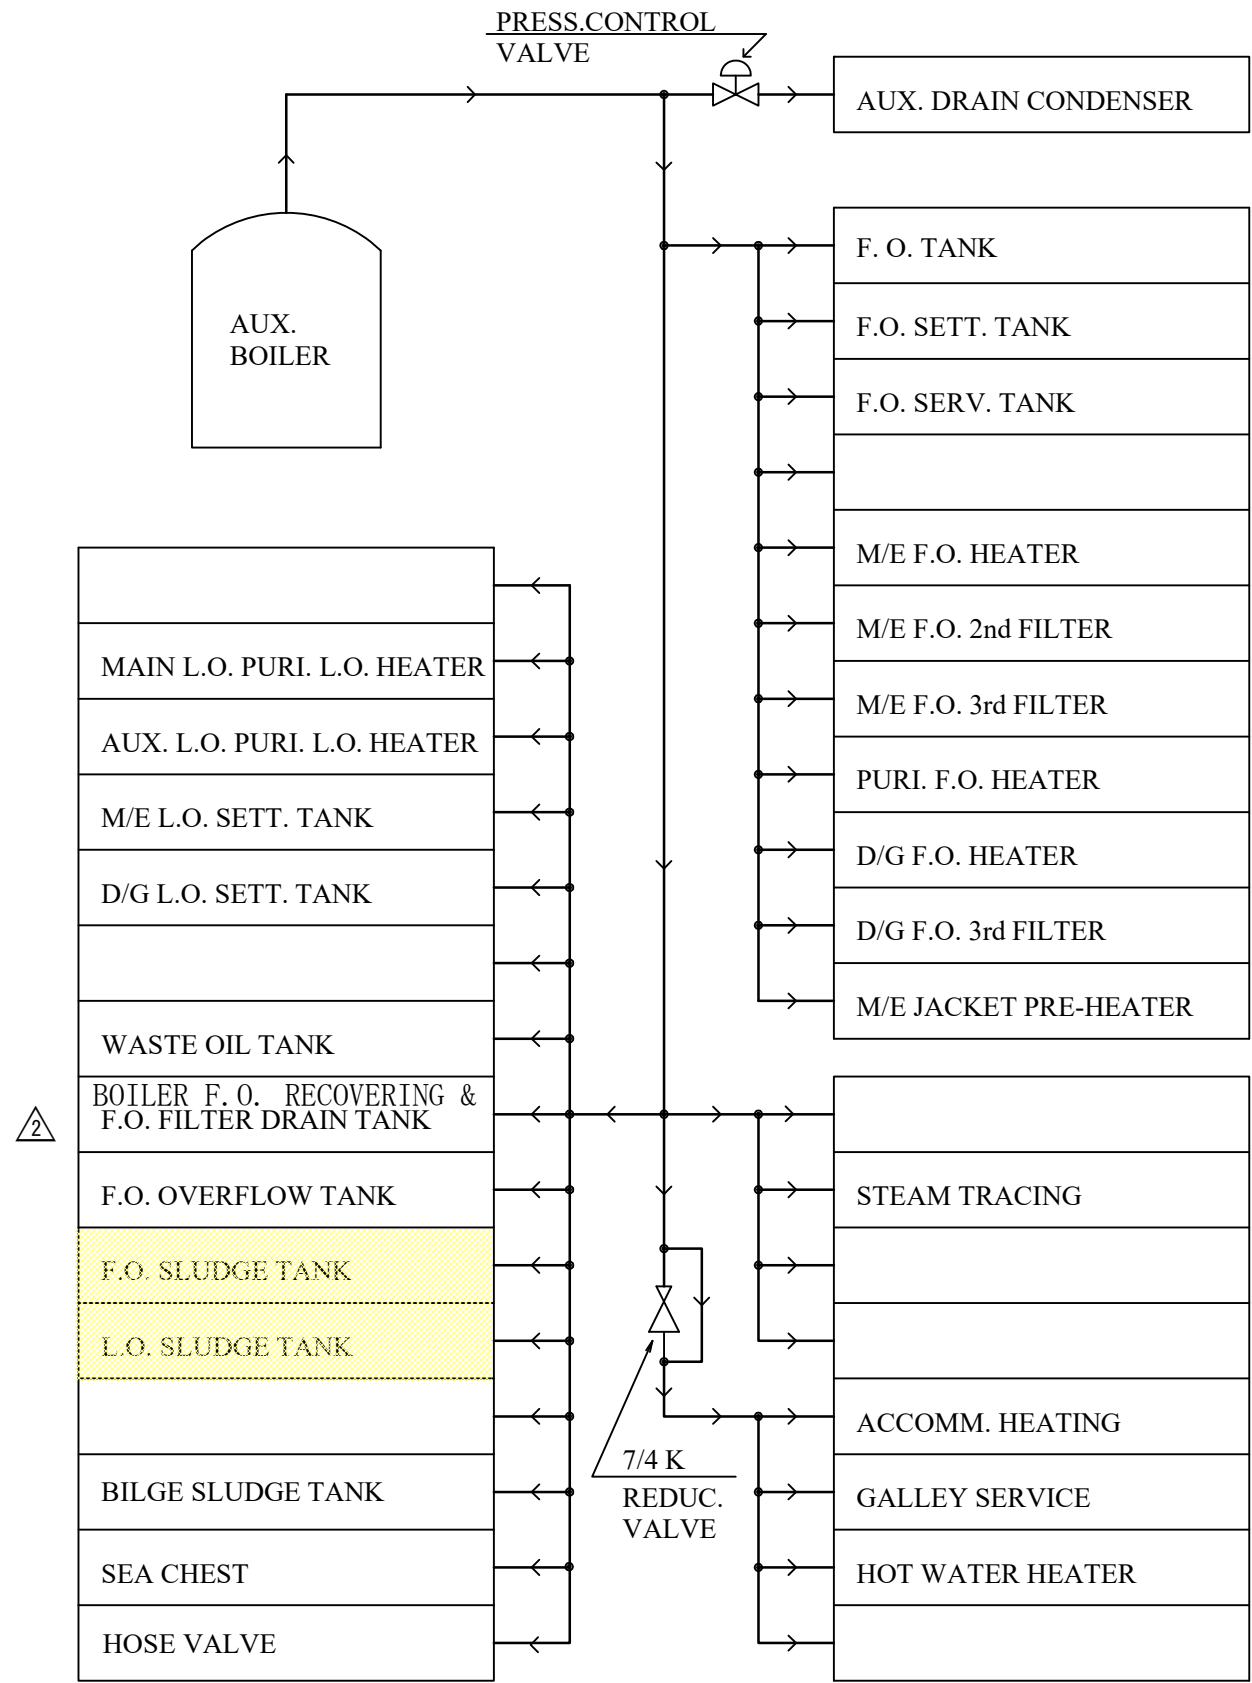 PRESS.CONTROL
VALVE
AUX. DRAIN CONDENSER
AUX.
BOILER
F. O. TANK
F.O. SETT. TANK
F.O. SERV. TANK
M/E F.O. HEATER
M/E F.O. 2nd FILTER
M/E F.O. 3rd FILTER
PURI. F.O. HEATER
D/G F.O. HEATER
D/G F.O. 3rd FILTER
M/E JACKET PRE-HEATER
MAIN L.O. PURI. L.O. HEATER
AUX. L.O. PURI. L.O. HEATER
M/E L.O. SETT. TANK
D/G L.O. SETT. TANK
WASTE OIL TANK
BOILER F.O. RECOVERING &
F.O. FILTER DRAIN TANK
2
F.O. OVERFLOW TANK
F.O. SLUDGE TANK
L.O. SLUDGE TANK
BILGE SLUDGE TANK
SEA CHEST
HOSE VALVE
7/4 K
REDUC.
VALVE
STEAM TRACING
ACCOMM. HEATING
GALLEY SERVICE
HOT WATER HEATER